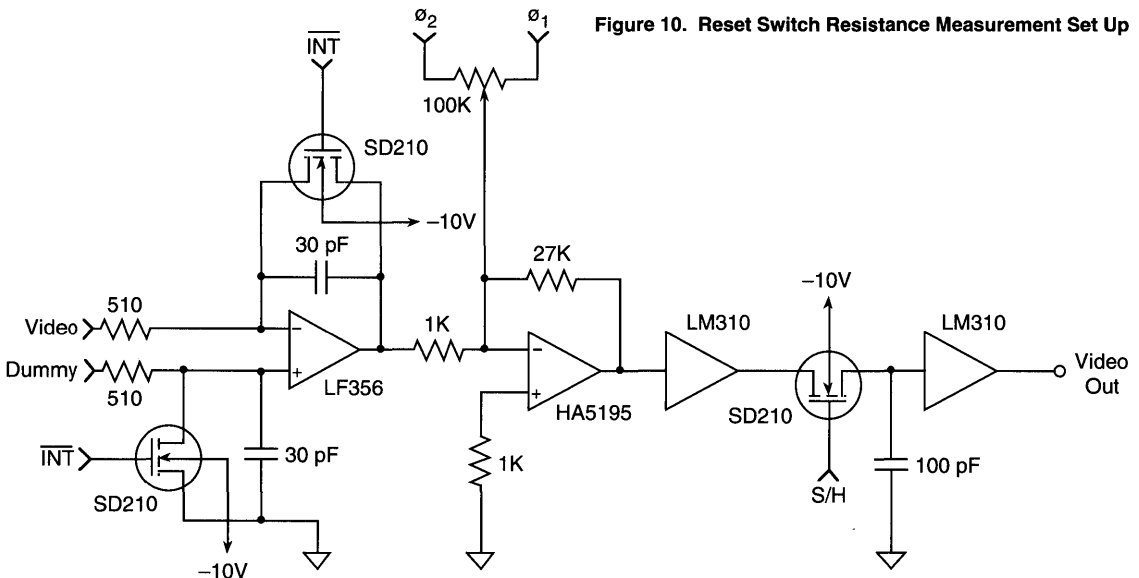 Figure 10. Reset Switch Resistance Measurement Set Up
ø2
ø1
INT
100K
SD210
–10V
30 pF
27K
–10V
510
Video
1K
LM310
LM310
Dummy
510
LF356
HA5195
SD210
Video
Out
INT
30 pF
1K
100 pF
SD210
S/H
–10V